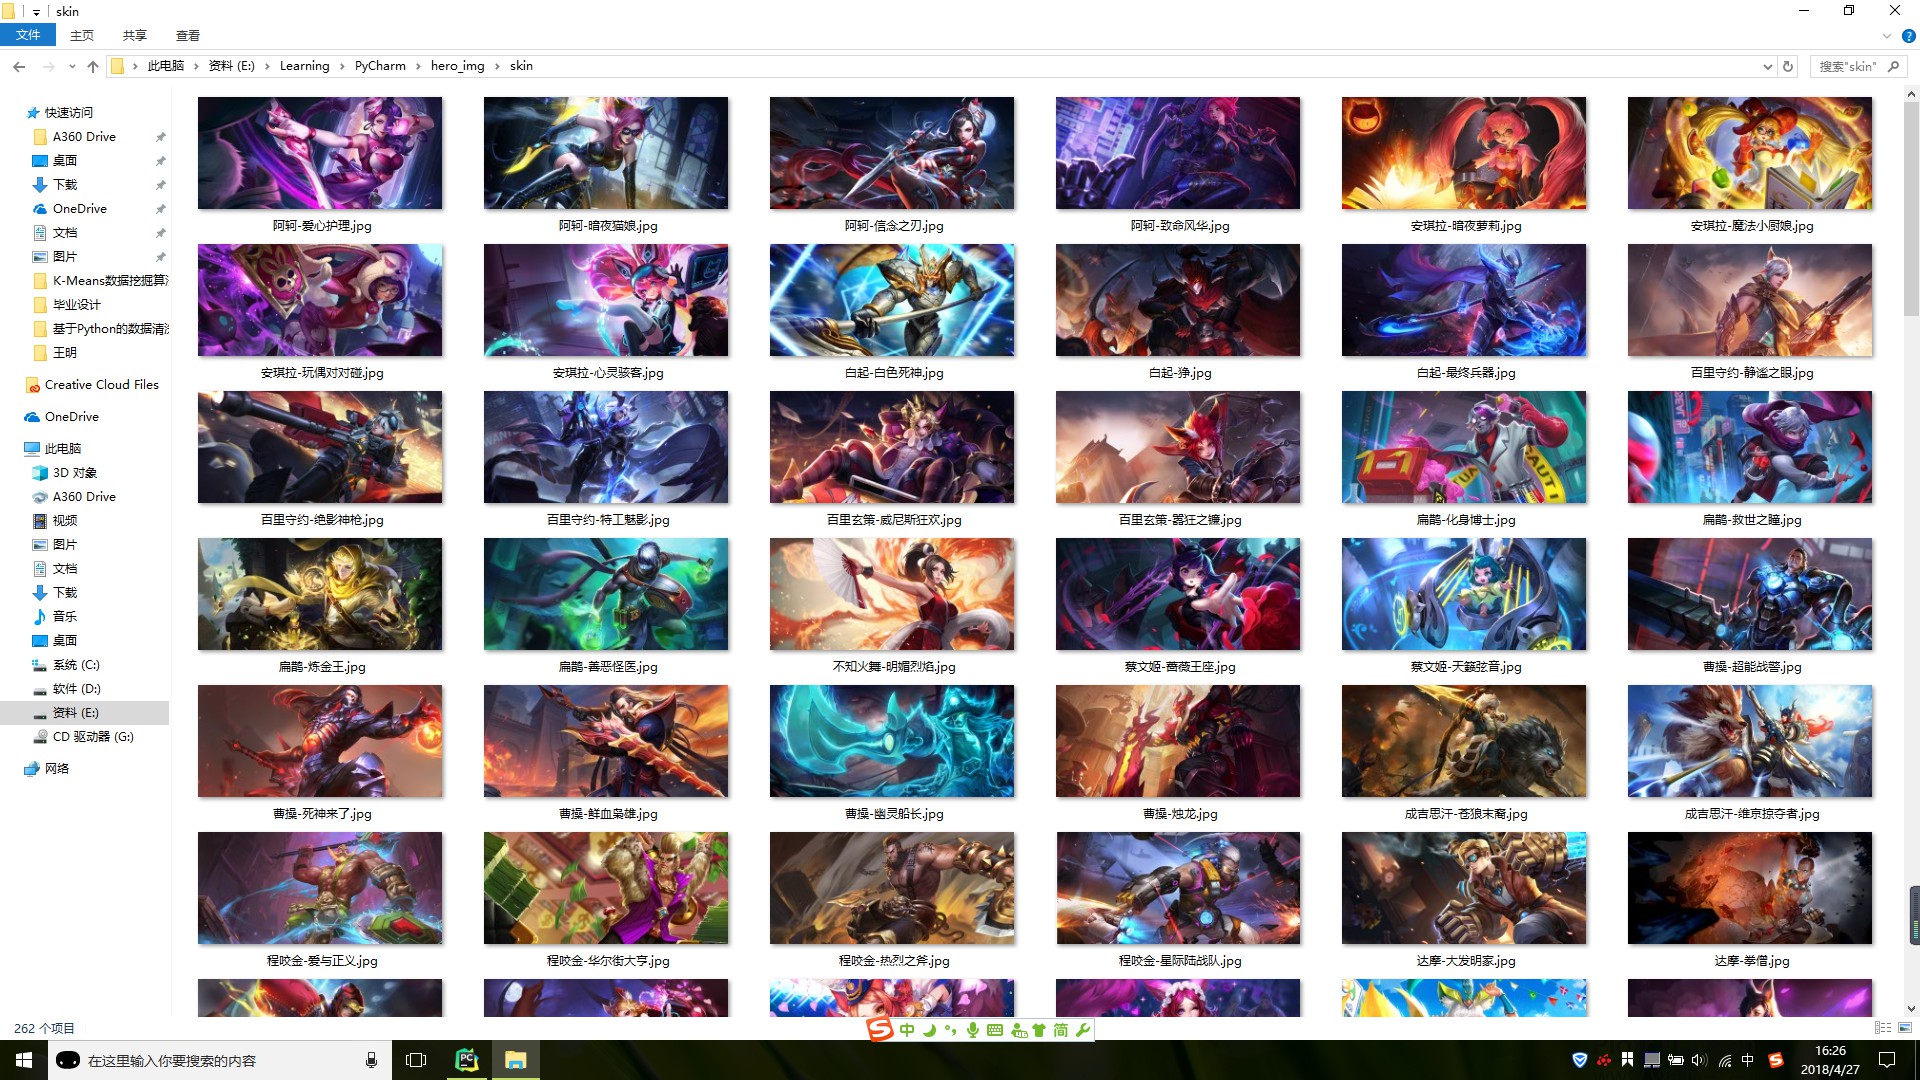 skin
文件
主页
共享
查看
此电脑
资料 (E:)
Learning
PyCharm
hero_img
skin
搜索"skin"
快速访问
A360 Drive
桌面
下载
OneDrive
文档
图片
K-Means数据挖掘算
毕业设计
基于Python的数据清
王明
Creative Cloud Files
OneDrive
此电脑
3D 对象
A360 Drive
视频
图片
文档
下载
音乐
桌面
系统 (C:)
软件 (D:)
资料 (E:)
CD 驱动器 (G:)
网络
阿轲-爱心护理.jpg
阿轲-暗夜猫娘.jpg
阿轲-信念之刃.jpg
阿轲-致命风华.jpg
安琪拉-暗夜萝莉.jpg
安琪拉-魔法小厨娘.jpg
安琪拉-玩偶对对碰.jpg
安琪拉-心灵骇客.jpg
白起-白色死神.jpg
白起-狰.jpg
白起-最终兵器.jpg
百里守约-静谧之眼.jpg
百里守约-绝影神枪.jpg
百里守约-特工魅影.jpg
百里玄策-威尼斯狂欢.jpg
百里玄策-嚣狂之镰.jpg
扁鹊-化身博士.jpg
扁鹊-救世之瞳.jpg
扁鹊-炼金王.jpg
扁鹊-善恶怪医.jpg
不知火舞-明媚烈焰.jpg
蔡文姬-蔷薇王座.jpg
蔡文姬-天籁弦音.jpg
曹操-超能战警.jpg
曹操-死神来了.jpg
曹操-鲜血枭雄.jpg
曹操-幽灵船长.jpg
曹操-烛龙.jpg
成吉思汗-苍狼末裔.jpg
成吉思汗-维京掠夺者.jpg
程咬金-爱与正义.jpg
程咬金-华尔街大亨.jpg
程咬金-热烈之斧.jpg
程咬金-星际陆战队.jpg
达摩-大发明家.jpg
达摩-拳僧.jpg
262 个项目
中
简
在这里输入你要搜索的内容
中
16:26
2018/4/27